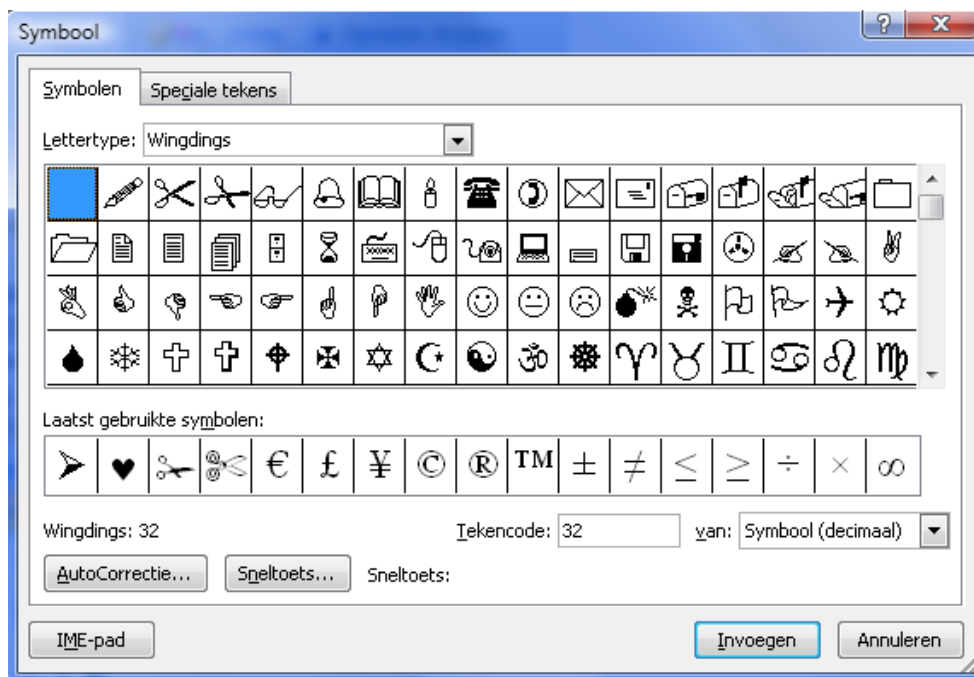 Symbool
Symbolen Speciale tekens
Lettertype: Wingdings
Laatst gebruikte symbolen:
€ £ ¥ © ® TM ± ≠ ≤ ≥ ÷ × ∞
Wingdings: 32 Tekencode: 32 van: Symbool (decimaal)
AutoCorrectie... Sneltoets... Sneltoets:
IME-pad Invoegen Annuleren